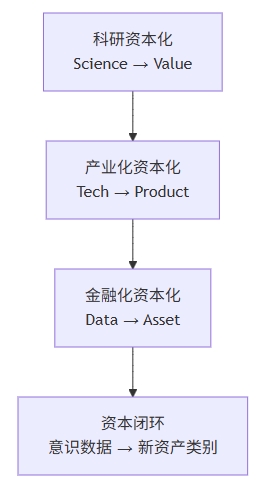 科研资本化
Science → Value
产业化资本化
Tech → Product
金融化资本化
Data → Asset
资本闭环
意识数据 → 新资产类别